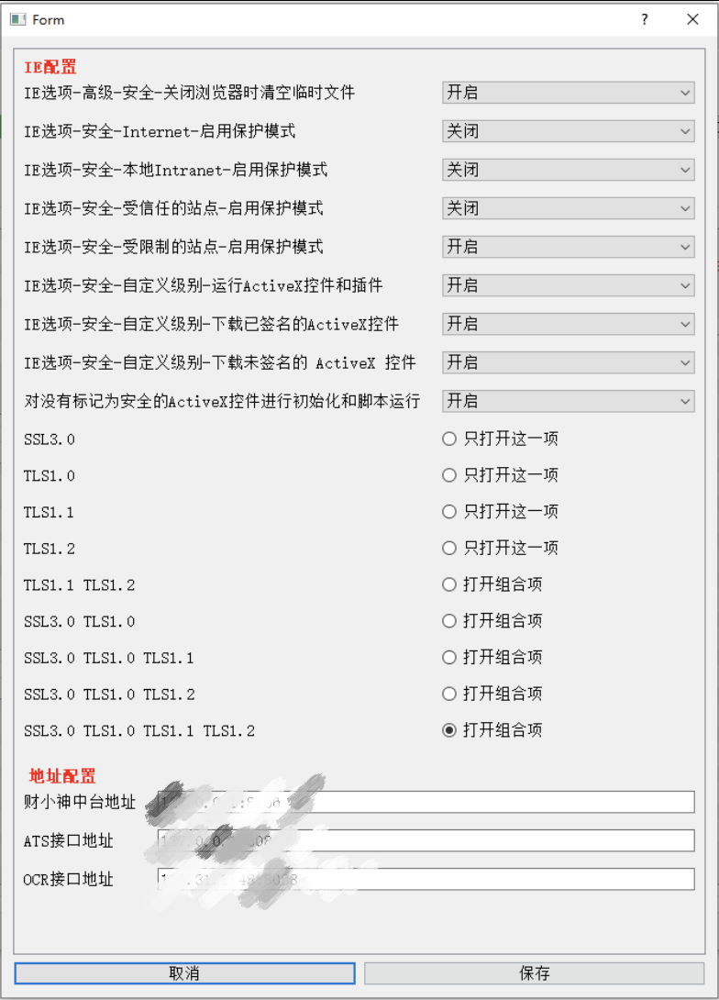 Form
IE配置
IE选项-高级-安全-关闭浏览器时清空临时文件 开启
IE选项-安全-Internet-启用保护模式 关闭
IE选项-安全-本地Intranet-启用保护模式 关闭
IE选项-安全-受信任的站点-启用保护模式 关闭
IE选项-安全-受限制的站点-启用保护模式 开启
IE选项-安全-自定义级别-运行ActiveX控件和插件 开启
IE选项-安全-自定义级别-下载已签名的ActiveX控件 开启
IE选项-安全-自定义级别-下载未签名的 ActiveX 控件 开启
对没有标记为安全的ActiveX控件进行初始化和脚本运行 开启
SSL3.0 只打开这一项
TLS1.0 只打开这一项
TLS1.1 只打开这一项
TLS1.2 只打开这一项
TLS1.1 TLS1.2 打开组合项
SSL3.0 TLS1.0 打开组合项
SSL3.0 TLS1.0 TLS1.1 打开组合项
SSL3.0 TLS1.0 TLS1.2 打开组合项
SSL3.0 TLS1.0 TLS1.1 TLS1.2 打开组合项
地址配置
财小神中台地址
ATS接口地址
OCR接口地址
取消 保存